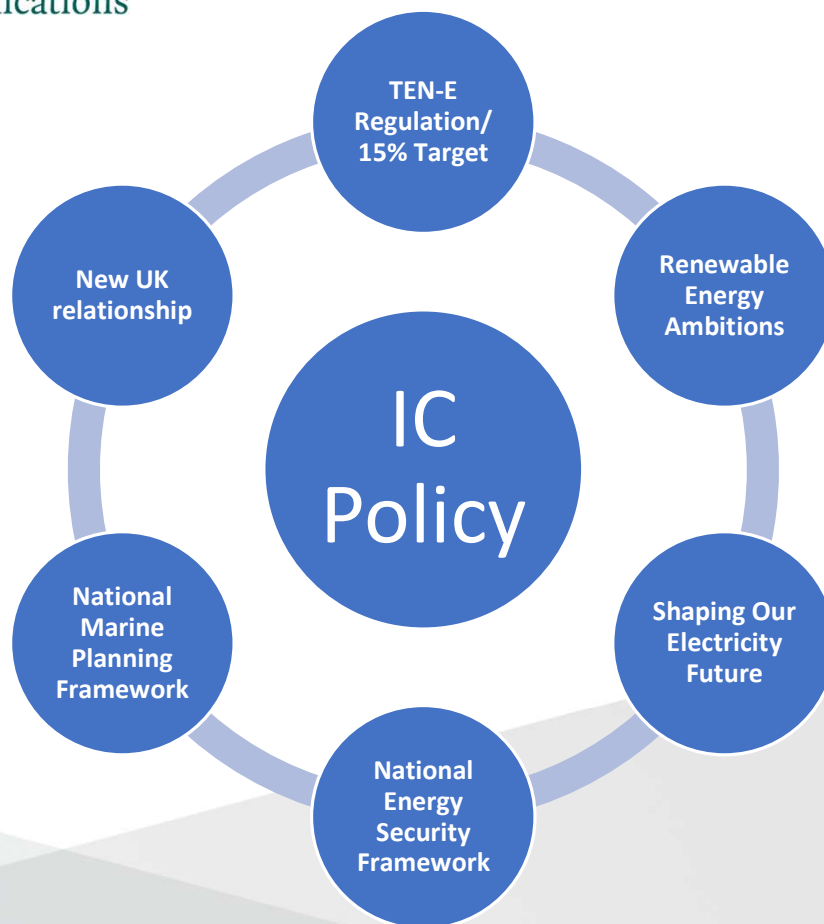 TEN-E
Regulation/
15% Target
Renewable
Energy
Ambitions
Shaping Our
Electricity
Future
National
Energy
Security
Framework
National
Marine
Planning
Framework
New UK
relationship
IC
Policy